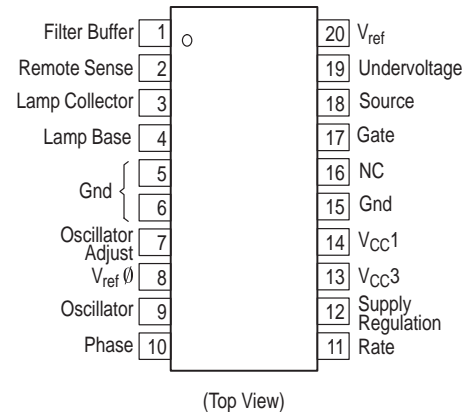 Filter Buffer 1 20 Vref
Remote Sense 2 19 Undervoltage
Lamp Collector 3 18 Source
Lamp Base 4 17 Gate
5 16 NC
Gnd
6 15 Gnd
Oscillator
Adjust 7 14 VCC1
Vref Ø 8 13 VCC3
Oscillator 9 12 Supply
Regulation
Phase 10 11 Rate
(Top View)